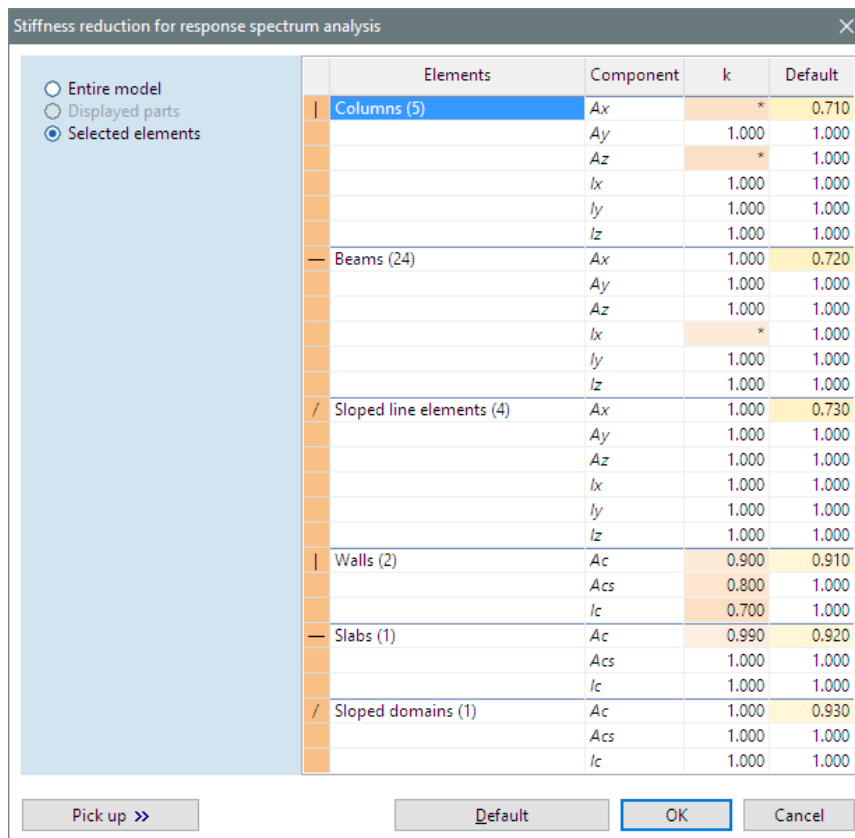 Stiffness reduction for response spectrum analysis
Entire model
Displayed parts
Selected elements
Elements Component k Default
| Columns (5) Ax * 0.710
Ay 1.000 1.000
Az * 1.000
Ix 1.000 1.000
Iy 1.000 1.000
Iz 1.000 1.000
— Beams (24) Ax 1.000 0.720
Ay 1.000 1.000
Az 1.000 1.000
Ix * 1.000
Iy 1.000 1.000
Iz 1.000 1.000
/ Sloped line elements (4) Ax 1.000 0.730
Ay 1.000 1.000
Az 1.000 1.000
Ix 1.000 1.000
Iy 1.000 1.000
Iz 1.000 1.000
| Walls (2) Ac 0.900 0.910
Acs 0.800 1.000
Ic 0.700 1.000
— Slabs (1) Ac 0.990 0.920
Acs 1.000 1.000
Ic 1.000 1.000
/ Sloped domains (1) Ac 1.000 0.930
Acs 1.000 1.000
Ic 1.000 1.000
Pick up >> Default OK Cancel